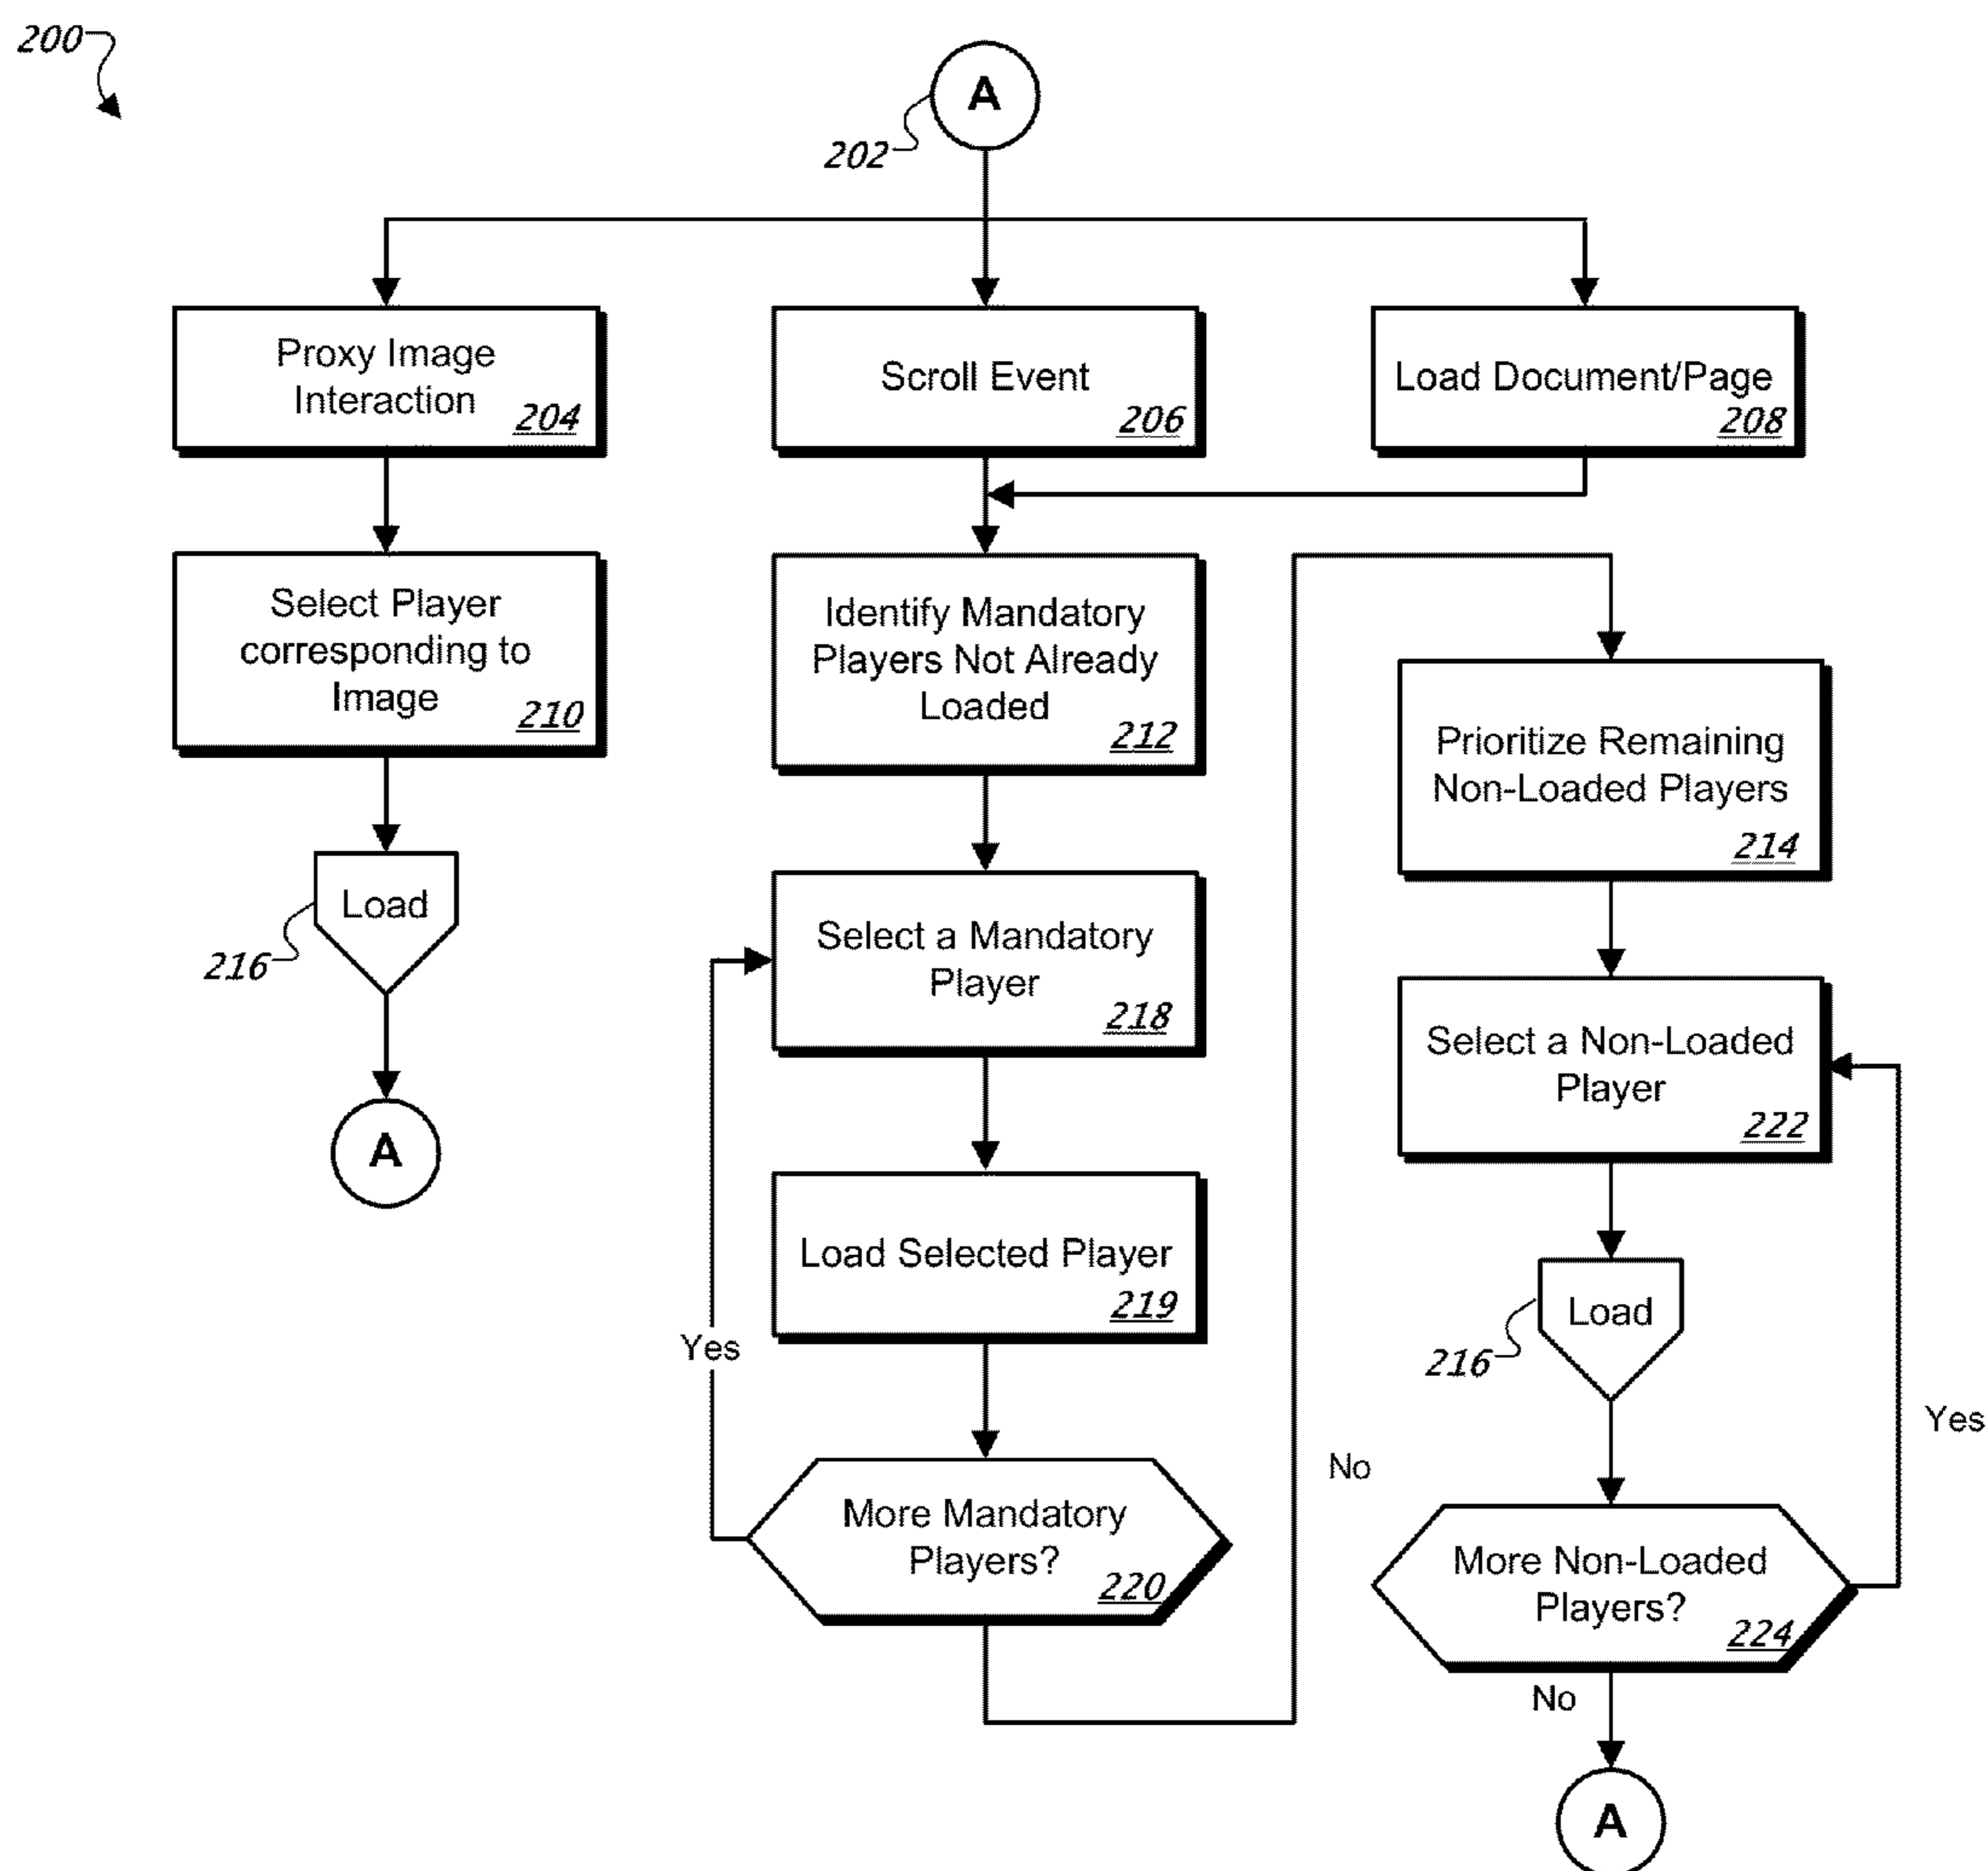 200
A
202
Proxy Image
Interaction
204
Scroll Event
206
Load Document/Page
208
Select Player
corresponding to
Image
210
Identify Mandatory
Players Not Already
Loaded
212
Prioritize Remaining
Non-Loaded Players
214
Load
216
Select a Mandatory
Player
218
Select a Non-Loaded
Player
222
A
Load Selected Player
219
Load
216
Yes
Yes
No
More Mandatory
Players?
220
More Non-Loaded
Players?
224
No
A